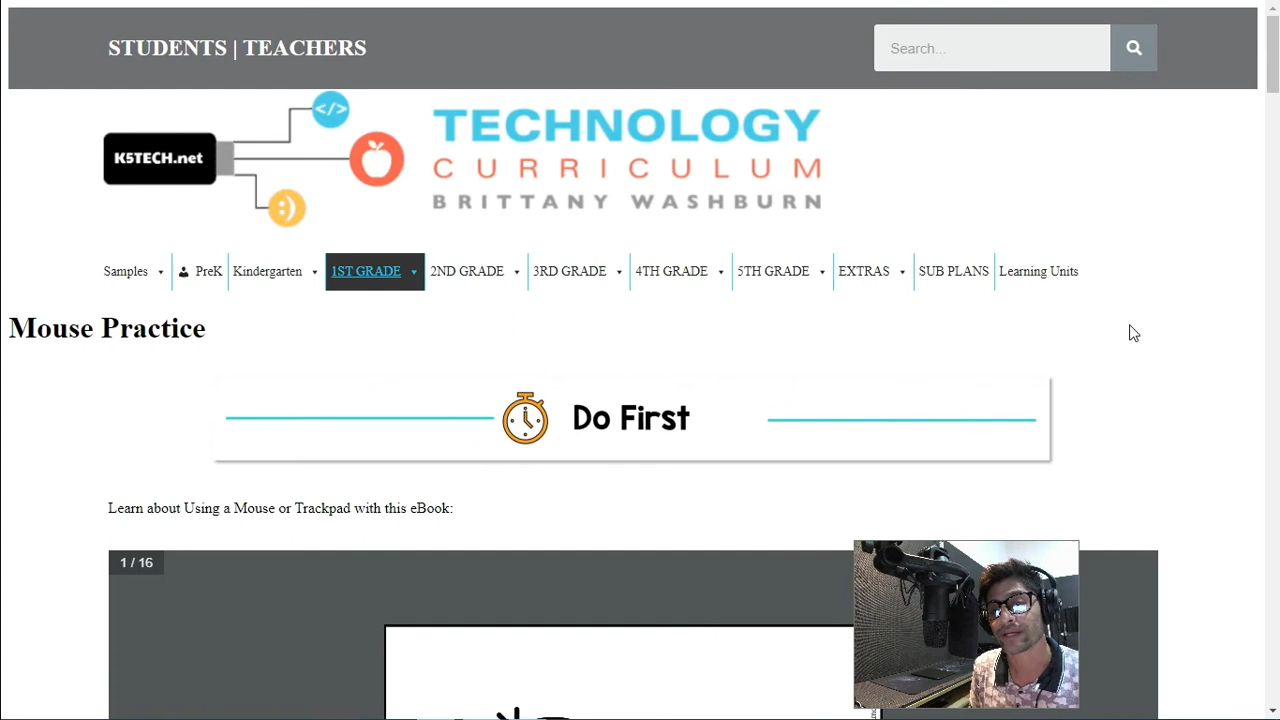 STUDENTS | TEACHERS
Search...
</>
K5TECH.net
:)
TECHNOLOGY
CURRICULUM
BRITTANY WASHBURN
Samples PreK Kindergarten 1ST GRADE 2ND GRADE 3RD GRADE 4TH GRADE 5TH GRADE EXTRAS SUB PLANS Learning Units
Mouse Practice
Do First
Learn about Using a Mouse or Trackpad with this eBook:
1 / 16